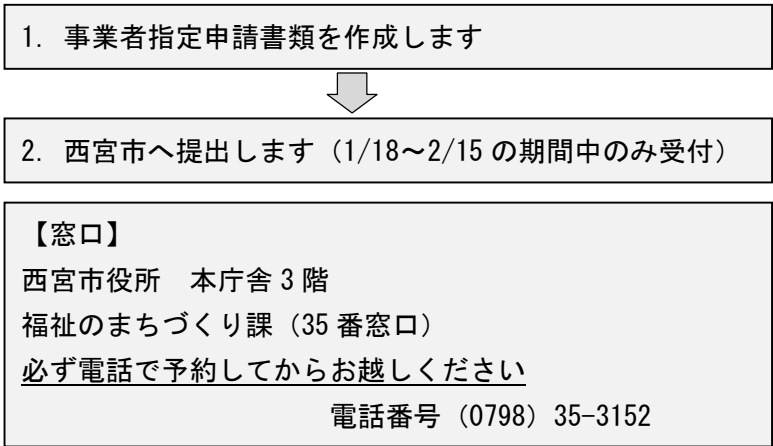 1. 事業者指定申請書類を作成します
2. 西宮市へ提出します（1/18～2/15の期間中のみ受付）
【窓口】
西宮市役所　本庁舎3階
福祉のまちづくり課（35番窓口）
必ず電話で予約してからお越しください
電話番号（0798）35-3152